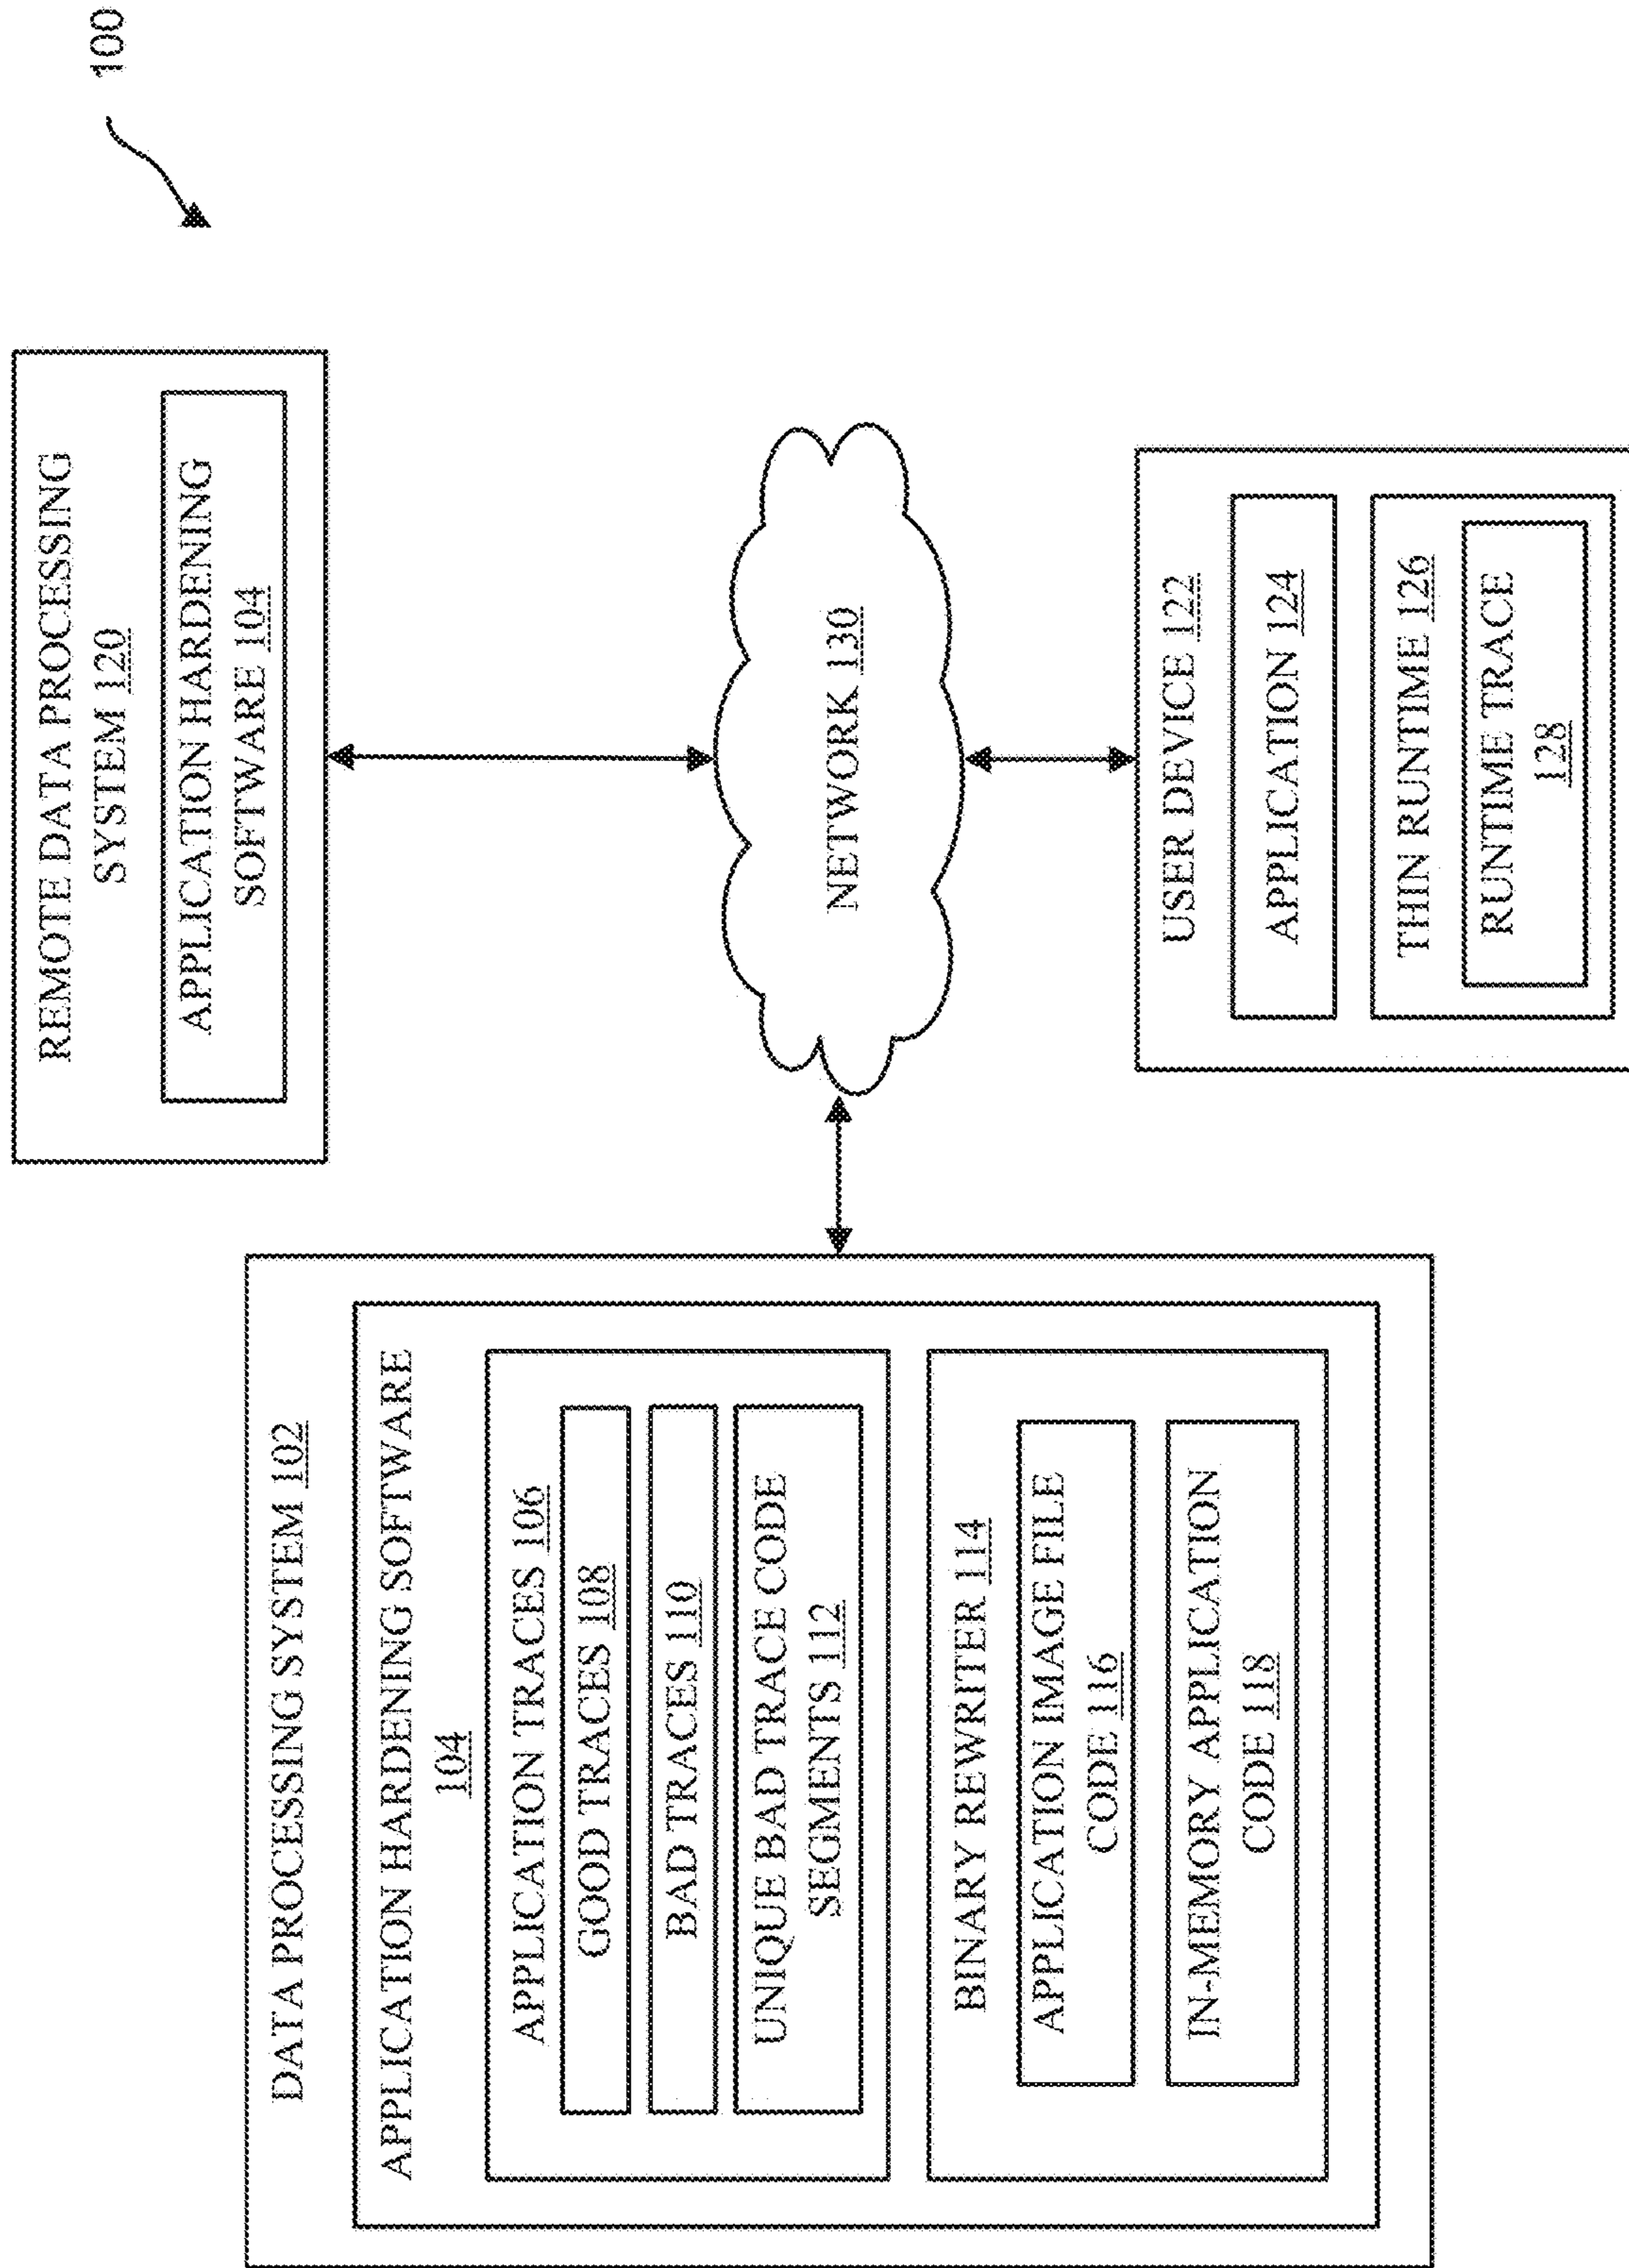 100
REMOTE DATA PROCESSING
SYSTEM 120
APPLICATION HARDENING
SOFTWARE 104
DATA PROCESSING SYSTEM 102
APPLICATION HARDENING SOFTWARE
104
APPLICATION TRACES 106
GOOD TRACES 108
BAD TRACES 110
UNIQUE BAD TRACE CODE
SEGMENTS 112
BINARY REWRITER 114
APPLICATION IMAGE FILE
CODE 116
IN-MEMORY APPLICATION
CODE 118
NETWORK 130
USER DEVICE 122
APPLICATION 124
THIN RUNTIME 126
RUNTIME TRACE
128